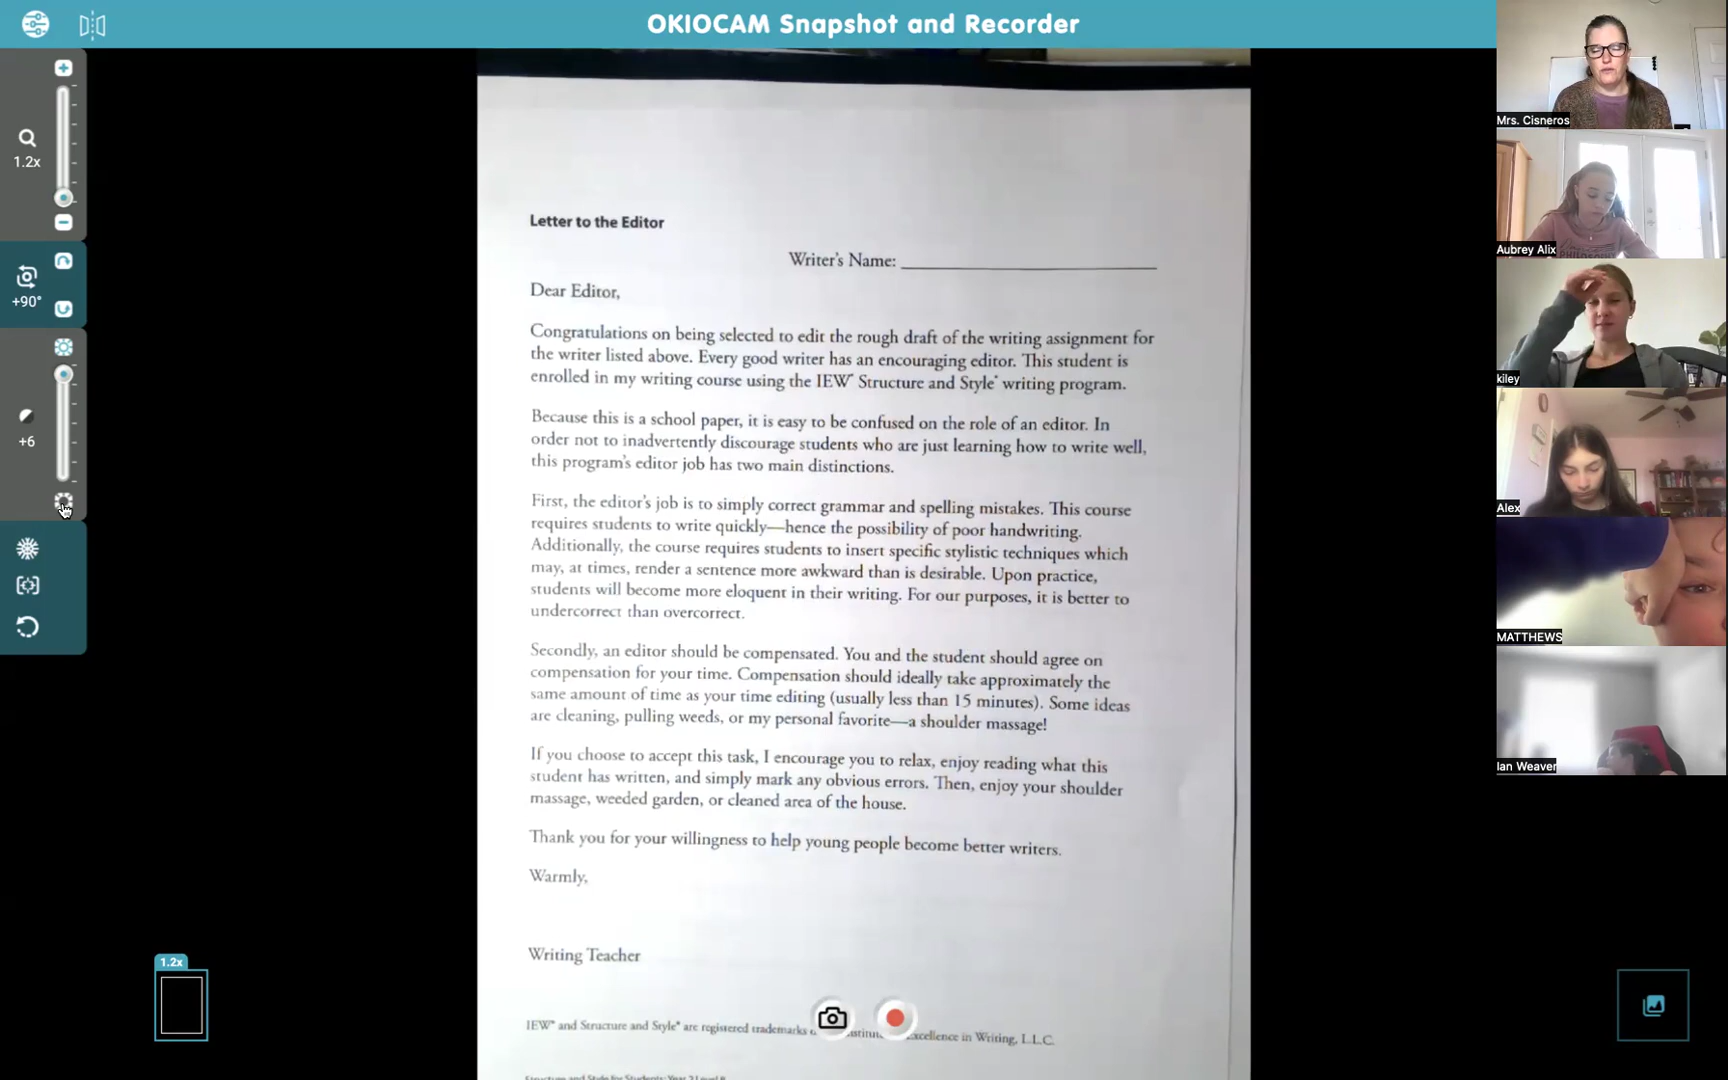 OKIOCAM Snapshot and Recorder
1.2x
+90°
+6
1.2x
Letter to the Editor
Writer's Name:
Dear Editor,
Congratulations on being selected to edit the rough draft of the writing assignment for
the writer listed above. Every good writer has an encouraging editor. This student is
enrolled in my writing course using the IEW® Structure and Style® writing program.
Because this is a school paper, it is easy to be confused on the role of an editor. In
order not to inadvertently discourage students who are just learning how to write well,
this program's editor job has two main distinctions.
First, the editor's job is to simply correct grammar and spelling mistakes. This course
requires students to write quickly—hence the possibility of poor handwriting.
Additionally, the course requires students to insert specific stylistic techniques which
may, at times, render a sentence more awkward than is desirable. Upon practice,
students will become more eloquent in their writing. For our purposes, it is better to
undercorrect than overcorrect.
Secondly, an editor should be compensated. You and the student should agree on
compensation for your time. Compensation should ideally take approximately the
same amount of time as your time editing (usually less than 15 minutes). Some ideas
are cleaning, pulling weeds, or my personal favorite—a shoulder massage!
If you choose to accept this task, I encourage you to relax, enjoy reading what this
student has written, and simply mark any obvious errors. Then, enjoy your shoulder
massage, weeded garden, or cleaned area of the house.
Thank you for your willingness to help young people become better writers.
Warmly,
Writing Teacher
IEW® and Structure and Style® are registered trademarks in Writing, L.L.C.
Mrs. Cisneros
Aubrey Alix
kiley
Alex
MATTHEWS
Ian Weaver